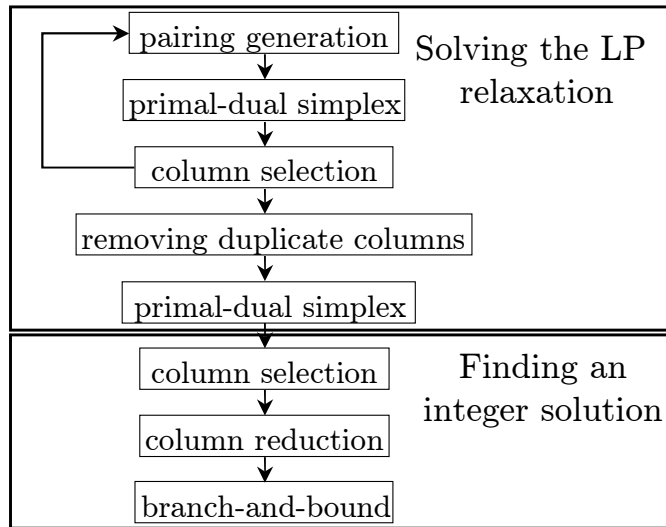 pairing generation
Solving the LP
relaxation
primal-dual simplex
column selection
removing duplicate columns
primal-dual simplex
column selection
Finding an
integer solution
column reduction
branch-and-bound